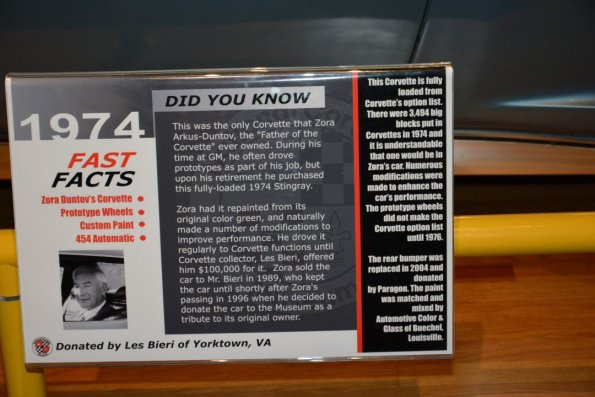 1974
FAST
FACTS
Zora Duntov's Corvette
Prototype Wheels
Custom Paint
454 Automatic
DID YOU KNOW
This was the only Corvette that Zora
Arkus-Duntov, the "Father of the
Corvette" ever owned. During his
time at GM, he often drove
prototypes as part of his job, but
upon his retirement he purchased
this fully-loaded 1974 Stingray.
Zora had it repainted from its
original color green, and naturally
made a number of modifications to
improve performance. He drove it
regularly to Corvette functions until
Corvette collector, Les Bieri, offered
him $100,000 for it. Zora sold the
car to Mr. Bieri in 1989, who kept
the car until shortly after Zora's
passing in 1996 when he decided to
donate the car to the Museum as a
tribute to its original owner.
This Corvette is fully
loaded from
Corvette's option list.
There were 3,494 big
blocks put in
Corvettes in 1974 and
it is understandable
that one would be in
Zora's car. Numerous
modifications were
made to enhance the
car's performance.
The prototype wheels
did not make the
Corvette option list
until 1976.
The rear bumper was
replaced in 2004 and
donated
by Paragon. The paint
was matched and
mixed by
Automotive Color &
Glass of Buechel,
Louisville.
Donated by Les Bieri of Yorktown, VA